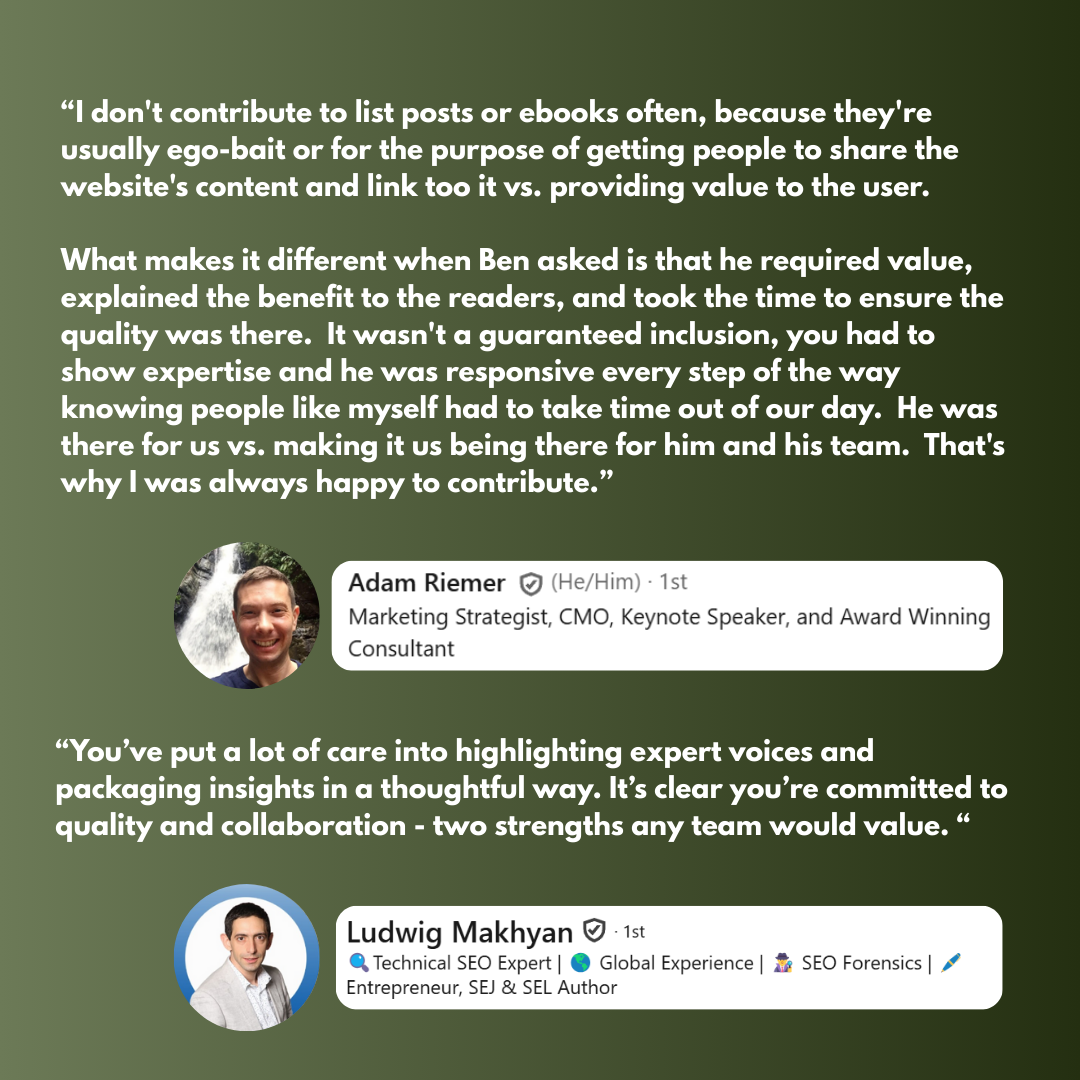 “I don't contribute to list posts or ebooks often, because they're
usually ego-bait or for the purpose of getting people to share the
website's content and link too it vs. providing value to the user.
What makes it different when Ben asked is that he required value,
explained the benefit to the readers, and took the time to ensure the
quality was there.  It wasn't a guaranteed inclusion, you had to
show expertise and he was responsive every step of the way
knowing people like myself had to take time out of our day.  He was
there for us vs. making it us being there for him and his team.  That's
why I was always happy to contribute.”
Adam Riemer (He/Him) · 1st
Marketing Strategist, CMO, Keynote Speaker, and Award Winning
Consultant
“You’ve put a lot of care into highlighting expert voices and
packaging insights in a thoughtful way. It’s clear you’re committed to
quality and collaboration - two strengths any team would value. “
Ludwig Makhyan · 1st
🔍Technical SEO Expert | 🌎 Global Experience | 🕵️ SEO Forensics | 🖊️
Entrepreneur, SEJ & SEL Author